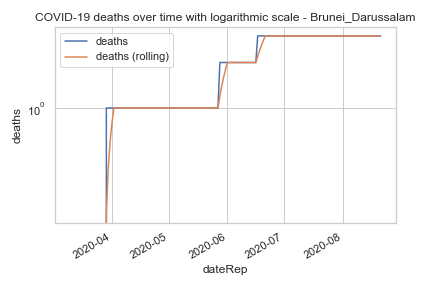 COVID-19 deaths over time with logarithmic scale - Brunei_Darussalam
deaths
deaths (rolling)
10⁰
deaths
2020-04
2020-05
2020-06
2020-07
2020-08
dateRep